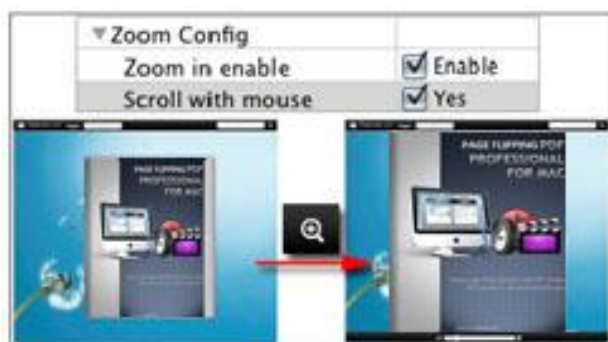 Zoom Config
Zoom in enable Enable
Scroll with mouse Yes
PAGE FLIPPING PDF
PROFESSIONAL
FOR MAC
PAGE FLIPPING PDF
PROFESSIONAL
FOR MAC